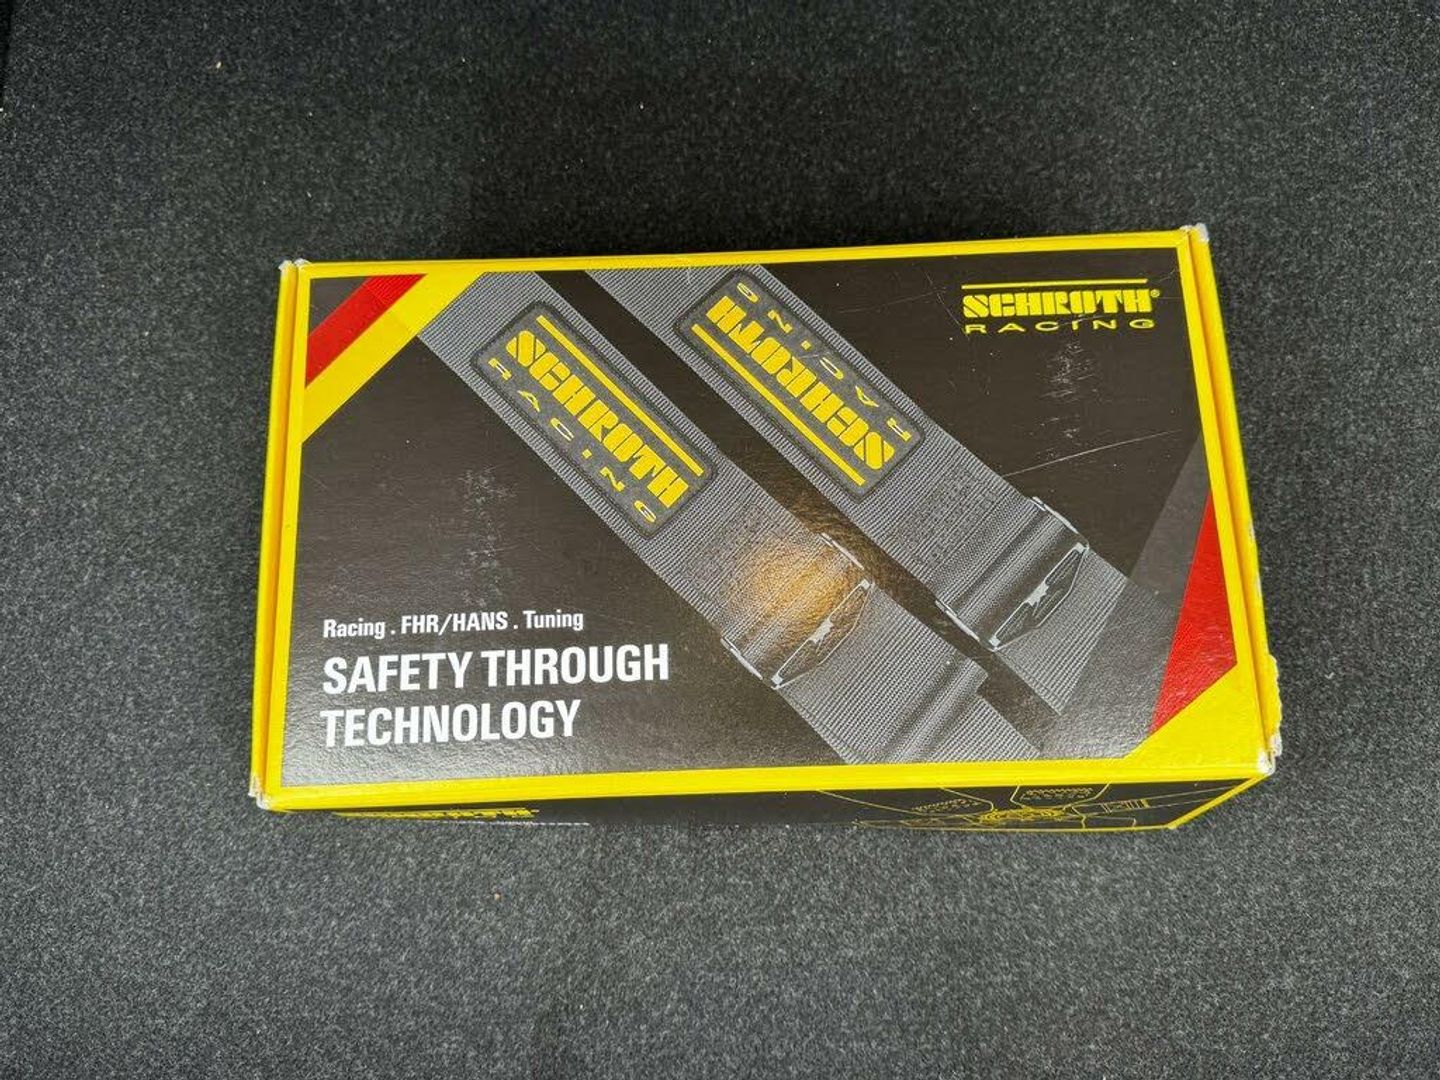 SCHROTH®
RACING
SCHROTH
RACING
SCHROTH
RACING
Racing . FHR/HANS . Tuning
SAFETY THROUGH
TECHNOLOGY